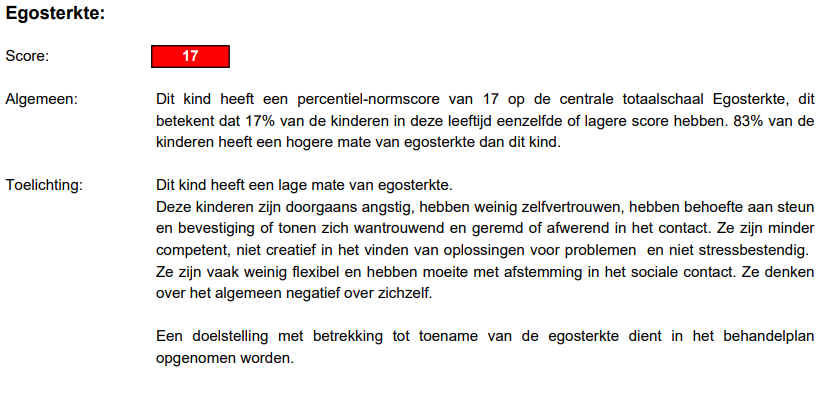 Egosterkte:
Score: 17
Algemeen: Dit kind heeft een percentiel-normscore van 17 op de centrale totaalschaal Egosterkte, dit
betekent dat 17% van de kinderen in deze leeftijd eenzelfde of lagere score hebben. 83% van de
kinderen heeft een hogere mate van egosterkte dan dit kind.
Toelichting: Dit kind heeft een lage mate van egosterkte.
Deze kinderen zijn doorgaans angstig, hebben weinig zelfvertrouwen, hebben behoefte aan steun
en bevestiging of tonen zich wantrouwend en geremd of afwerend in het contact. Ze zijn minder
competent, niet creatief in het vinden van oplossingen voor problemen en niet stressbestendig.
Ze zijn vaak weinig flexibel en hebben moeite met afstemming in het sociale contact. Ze denken
over het algemeen negatief over zichzelf.
Een doelstelling met betrekking tot toename van de egosterkte dient in het behandelplan
opgenomen worden.